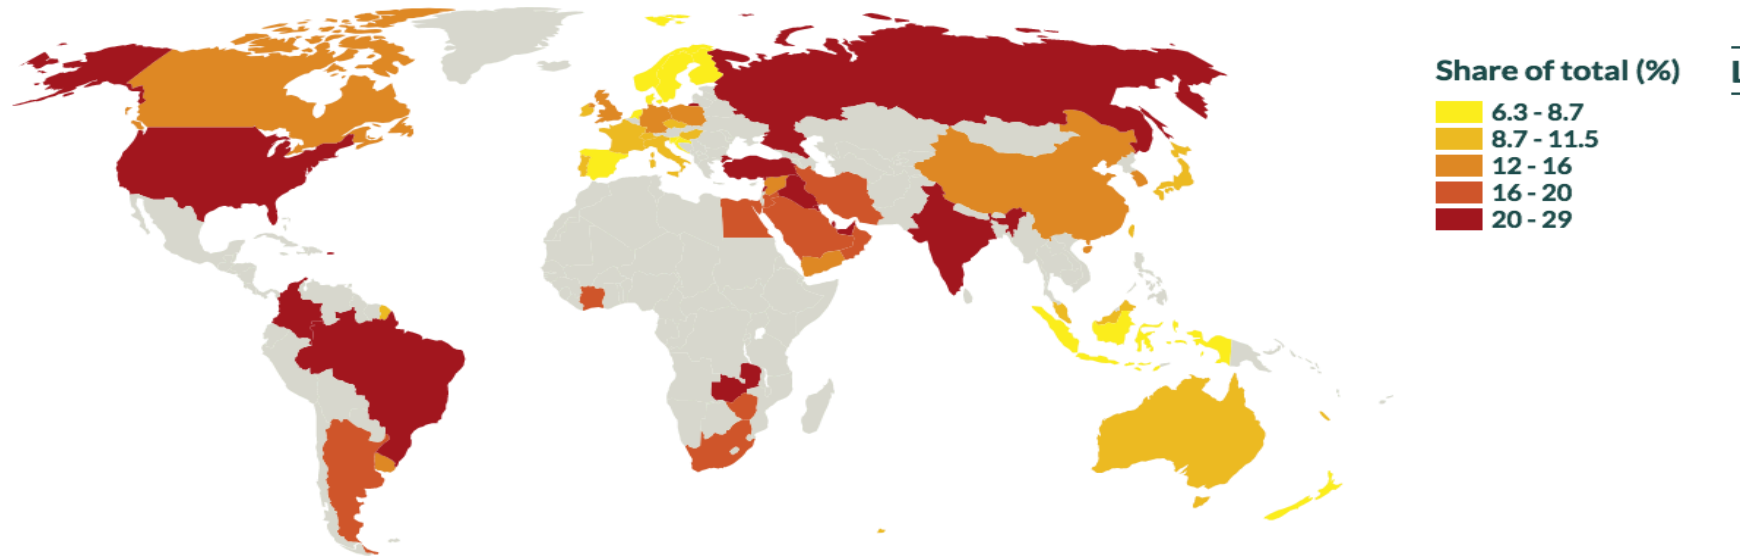 Share of total (%)
6.3 - 8.7
8.7 - 11.5
12 - 16
16 - 20
20 - 29